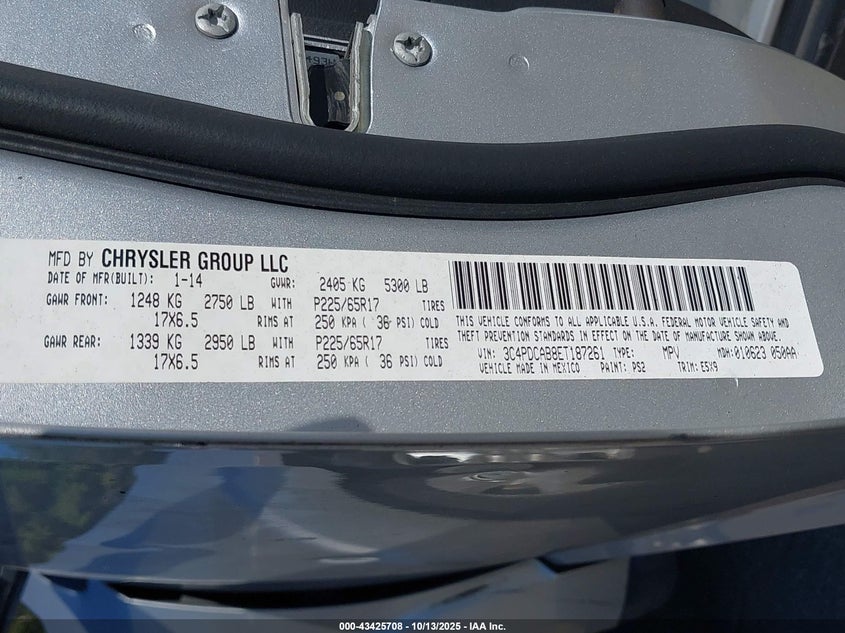 MFD BY CHRYSLER GROUP LLC
DATE OF MFR(BUILT): 1-14 GVWR: 2405 KG 5300 LB
GAWR FRONT: 1248 KG 2750 LB WITH P225/65R17 TIRES
17X6.5 RIMS AT 250 KPA ( 36 PSI) COLD
GAWR REAR: 1339 KG 2950 LB WITH P225/65R17 TIRES
17X6.5 RIMS AT 250 KPA ( 36 PSI) COLD
THIS VEHICLE CONFORMS TO ALL APPLICABLE U.S.A. FEDERAL MOTOR VEHICLE SAFETY AND
THEFT PREVENTION STANDARDS IN EFFECT ON THE DATE OF MANUFACTURE SHOWN ABOVE.
VIN: 3C4PDCAB8ET187261 TYPE: MPV MDH: 010623 050AA
VEHICLE MADE IN MEXICO PAINT: PS2 TRIM: E5X9
000-43425708 - 10/13/2025 - IAA Inc.